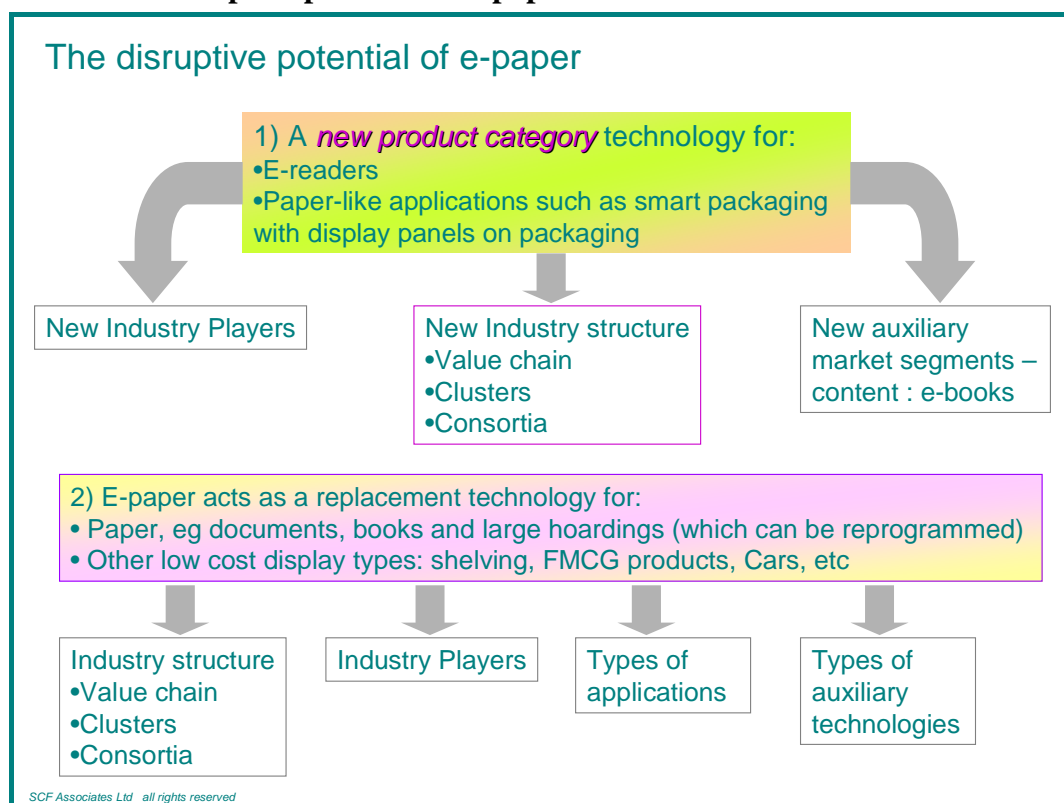 The disruptive potential of e-paper
1) A new product category technology for:
•E-readers
•Paper-like applications such as smart packaging
with display panels on packaging
New Industry Players
New Industry structure
•Value chain
•Clusters
•Consortia
New auxiliary
market segments –
content : e-books
2) E-paper acts as a replacement technology for:
• Paper, eg documents, books and large hoardings (which can be reprogrammed)
• Other low cost display types: shelving, FMCG products, Cars, etc
Industry structure
•Value chain
•Clusters
•Consortia
Industry Players
Types of
applications
Types of
auxiliary
technologies
SCF Associates Ltd all rights reserved